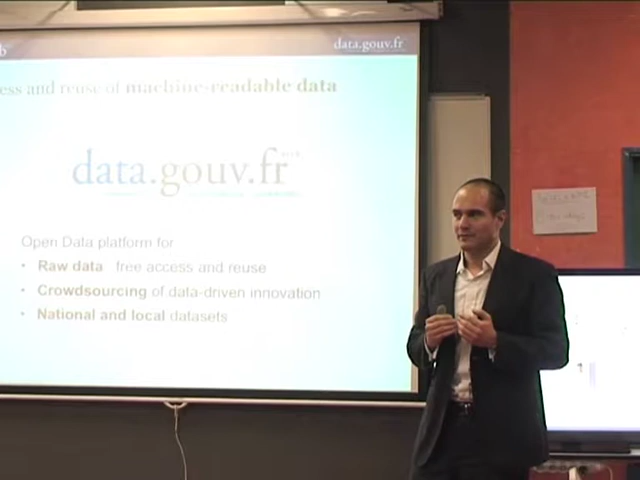 data.gouv.fr
and reuse of machine-readable data
data.gouv.fr
Open Data platform for
• Raw data free access and reuse
• Crowdsourcing of data-driven innovation
• National and local datasets